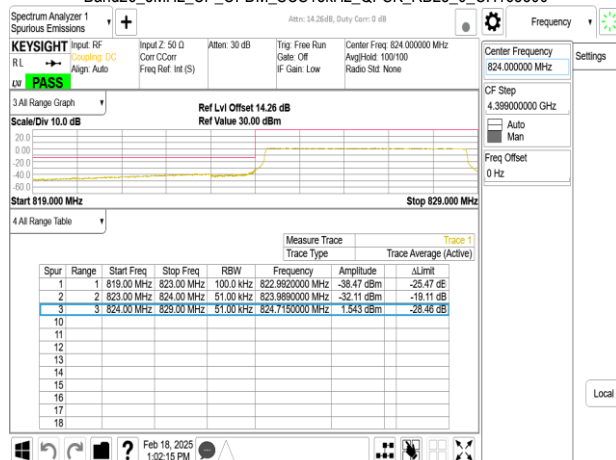 Spectrum Analyzer 1
Spurious Emissions
Attn: 14.26dB, Duty Corr: 0 dB
Frequency
KEYSIGHT
RL
Align: Auto
PASS
Input: RF
Coupling: DC
Input Z: 50 Ω
Corr CCorr
Freq Ref: Int (S)
Atten: 30 dB
Trig: Free Run
Gate: Off
IF Gain: Low
Center Freq: 824.000000 MHz
Avg|Hold: 100/100
Radio Std: None
Center Frequency
824.000000 MHz
Settings
CF Step
4.399000000 GHz
Auto
Man
Freq Offset
0 Hz
3 All Range Graph
Scale/Div 10.0 dB
Ref Lvl Offset 14.26 dB
Ref Value 30.00 dBm
20.0
0.00
-20.0
-40.0
-60.0
Start 819.000 MHz
Stop 829.000 MHz
4 All Range Table
Measure Trace Trace 1
Trace Type Trace Average (Active)
Spur Range Start Freq Stop Freq RBW Frequency Amplitude ΔLimit
1 1 819.00 MHz 823.00 MHz 100.0 kHz 822.9920000 MHz -38.47 dBm -25.47 dB
2 2 823.00 MHz 824.00 MHz 51.00 kHz 823.9890000 MHz -32.11 dBm -19.11 dB
3 3 824.00 MHz 829.00 MHz 51.00 kHz 824.7150000 MHz 1.543 dBm -28.46 dB
10
11
12
13
14
15
16
17
18
Local
?
Feb 18, 2025
1:02:15 PM